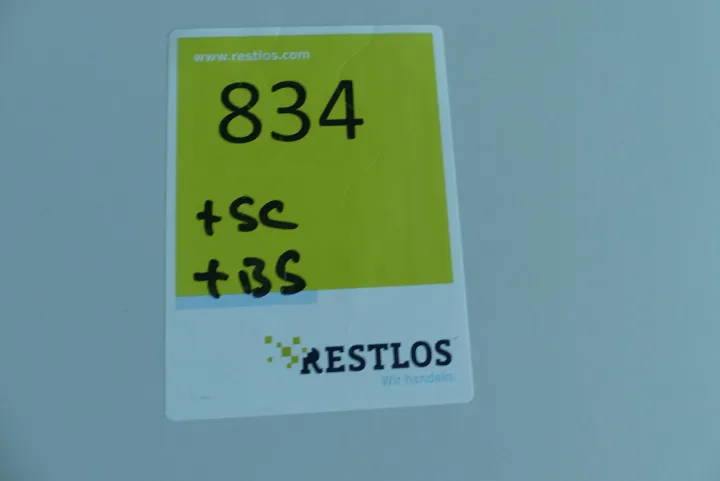 www.restlos.com
834
+SC
+BS
RESTLOS
Wir handeln.